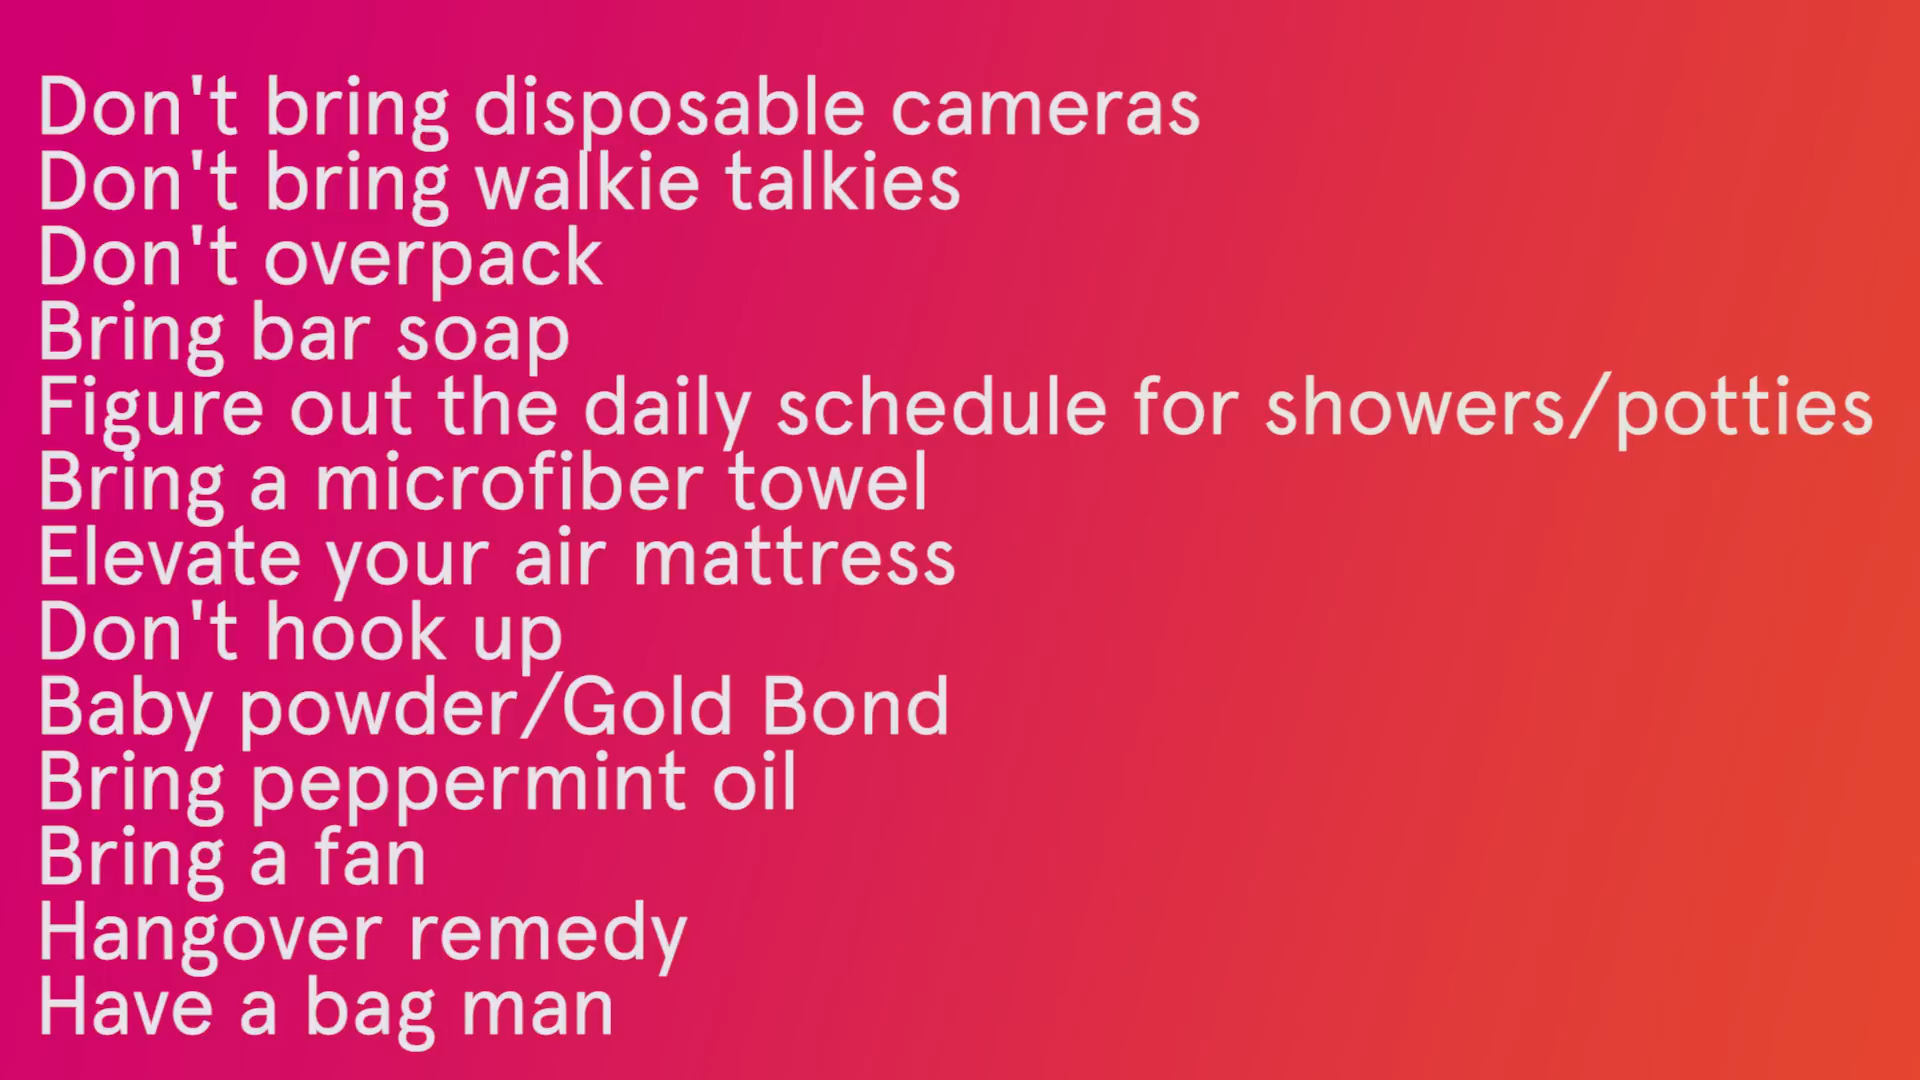 Don't bring disposable cameras
Don't bring walkie talkies
Don't overpack
Bring bar soap
Figure out the daily schedule for showers/potties
Bring a microfiber towel
Elevate your air mattress
Don't hook up
Baby powder/Gold Bond
Bring peppermint oil
Bring a fan
Hangover remedy
Have a bag man